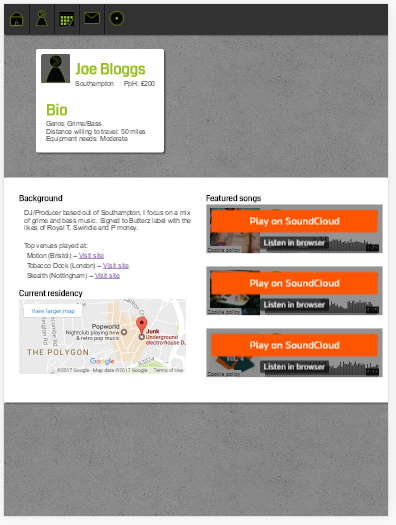 Joe Bloggs
Southampton PpH: £200
Bio
Genre: Grime/Bass
Distance willing to travel: 50 miles
Equipment needs: Moderate
Background
DJ/Producer based out of Southampton, I focus on a mix
of grime and bass music. Signed to Butterz label with the
likes of Royal T, Swindle and P money.
Top venues played at:
Motion (Bristol) – Visit site
Tobacco Dock (London) – Visit site
Stealth (Nottingham) – Visit site
Current residency
View larger map
Popworld
Nightclub playing new
& retro pop music
Junk
Underground
electro-house D..
THE POLYGON
A3024
Google
©2017 Google · Map data ©2017 Google
Terms of Use
Featured songs
Play on SoundCloud
Listen in browser
Cookie policy
Play on SoundCloud
Listen in browser
Cookie policy
Play on SoundCloud
Listen in browser
Cookie policy